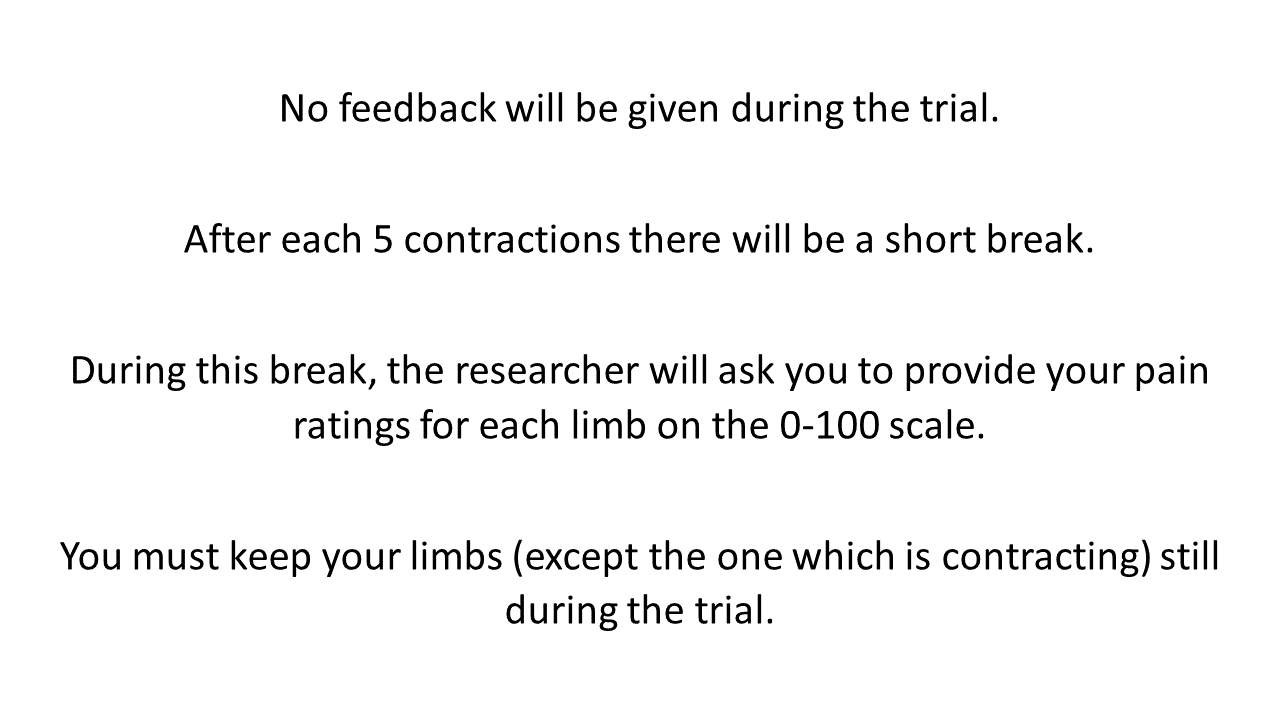 No feedback will be given during the trial.
After each 5 contractions there will be a short break.
During this break, the researcher will ask you to provide your pain
ratings for each limb on the 0-100 scale.
You must keep your limbs (except the one which is contracting) still
during the trial.